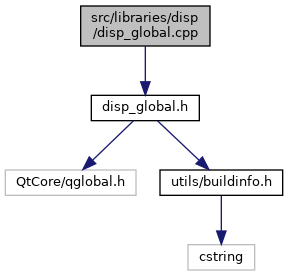 src/libraries/disp
/disp_global.cpp
disp_global.h
QtCore/qglobal.h
utils/buildinfo.h
cstring